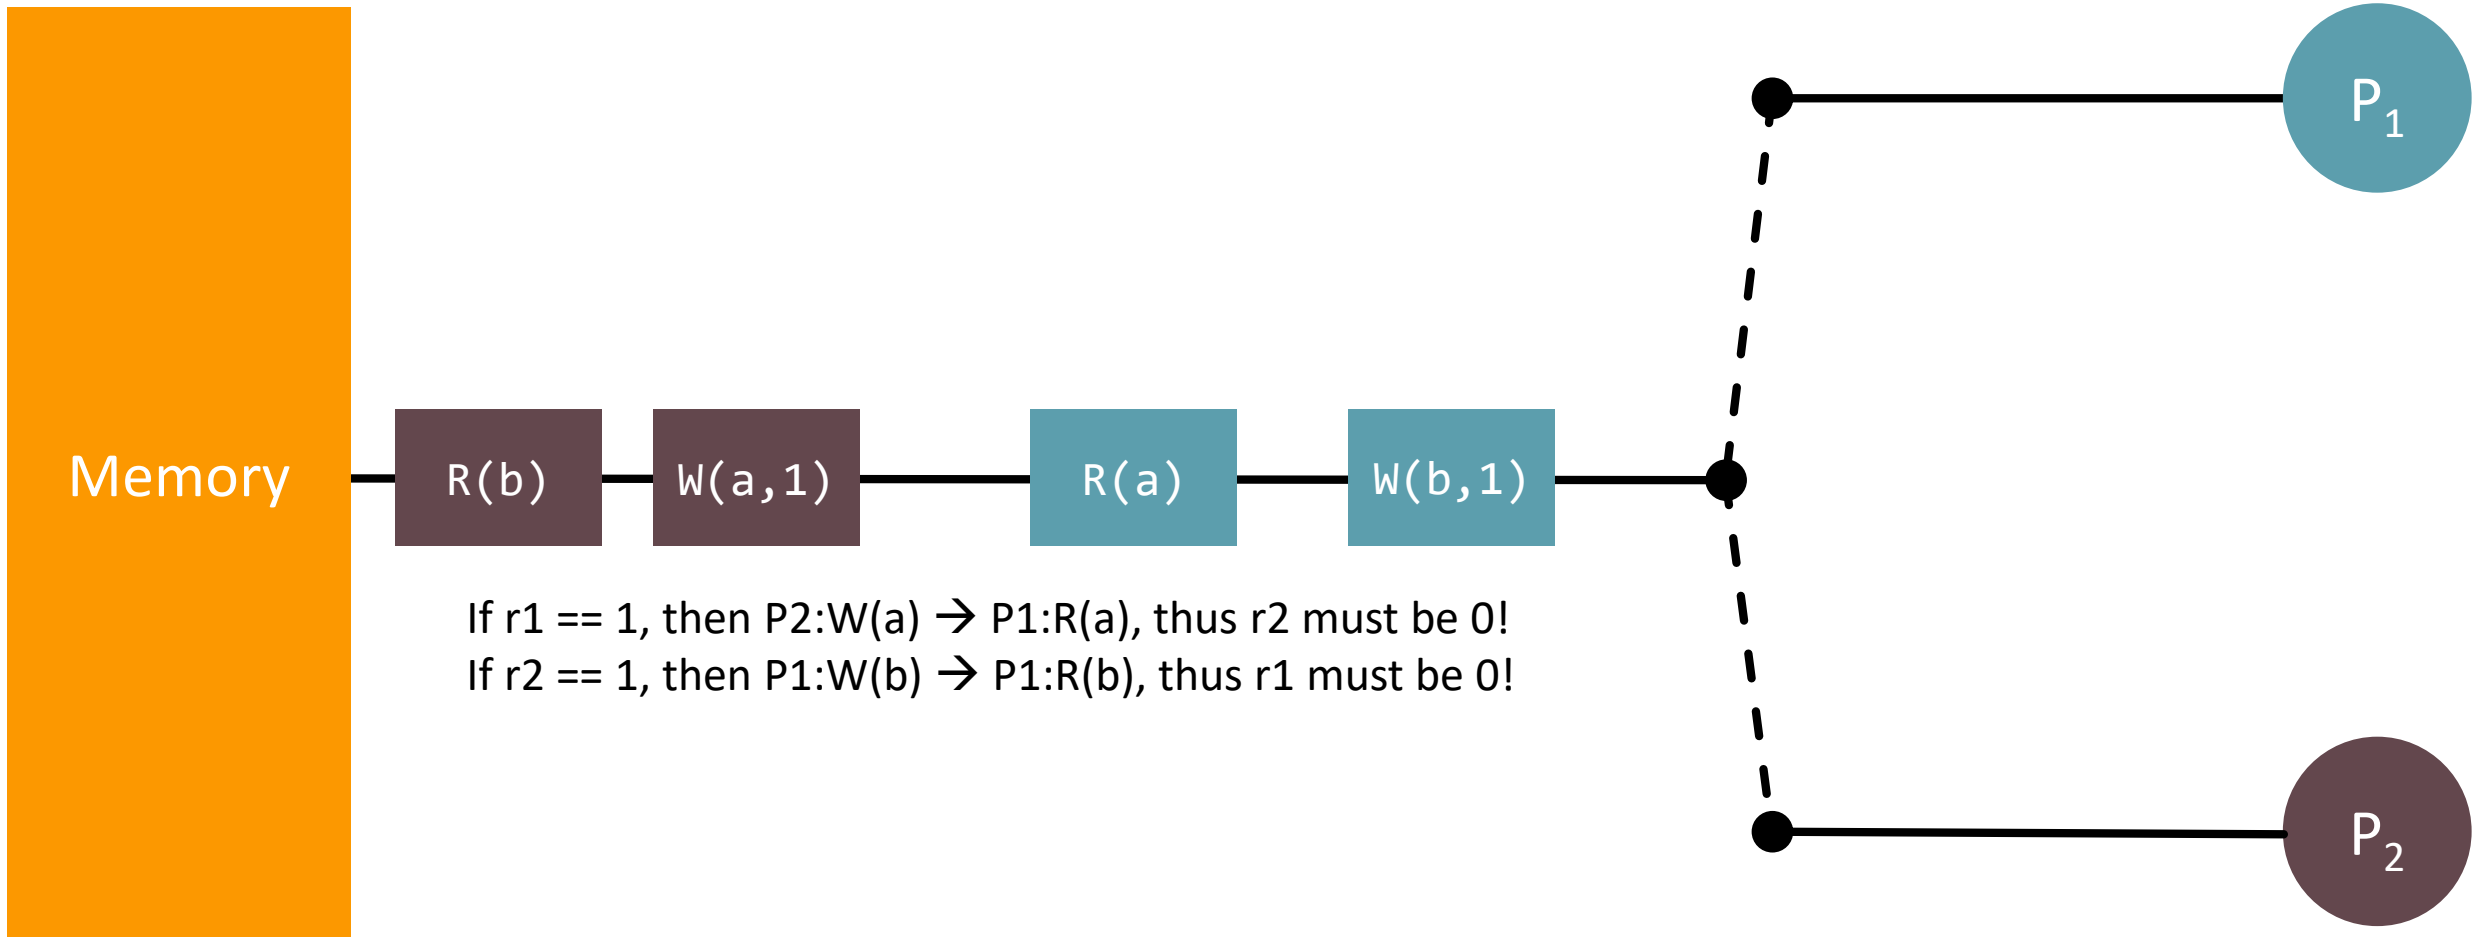 P1
Memory
R(b)
W(a,1)
R(a)
W(b,1)
If r1 == 1, then P2:W(a) → P1:R(a), thus r2 must be 0!
If r2 == 1, then P1:W(b) → P1:R(b), thus r1 must be 0!
P2